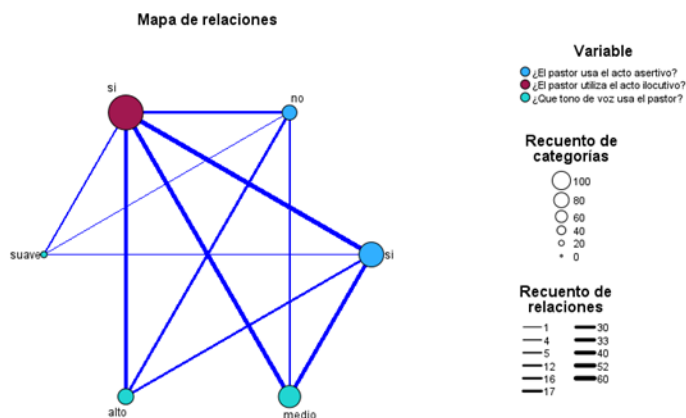 Mapa de relaciones
si
no
suave
si
alto
medio
Variable
¿El pastor usa el acto asertivo?
¿El pastor utiliza el acto ilocutivo?
¿Que tono de voz usa el pastor?
Recuento de
categorías
100
80
60
40
20
0
Recuento de
relaciones
1
4
5
12
16
17
30
33
40
52
60